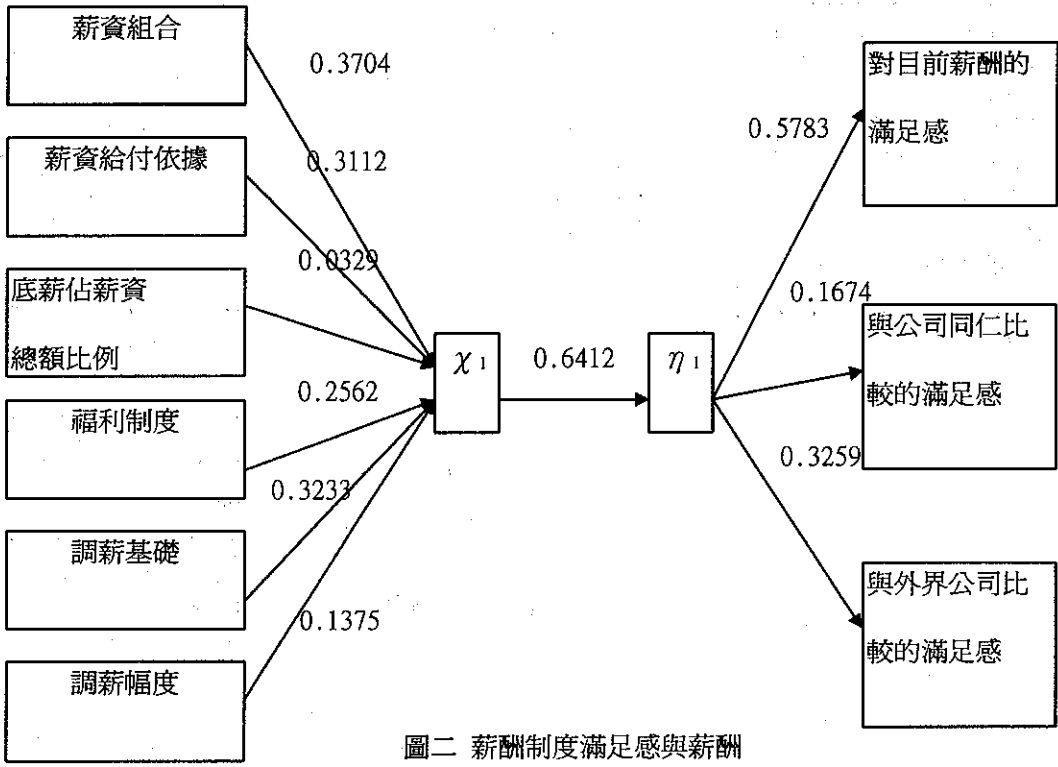 薪資組合
0.3704
薪資給付依據
0.3112
0.0329
底薪佔薪資
總額比例
福利制度
0.2562
調薪基礎
0.3233
調薪幅度
0.1375
χ1
0.6412
η1
0.5783
對目前薪酬的
滿足感
0.1674
與公司同仁比
較的滿足感
0.3259
與外界公司比
較的滿足感
圖二 薪酬制度滿足感與薪酬